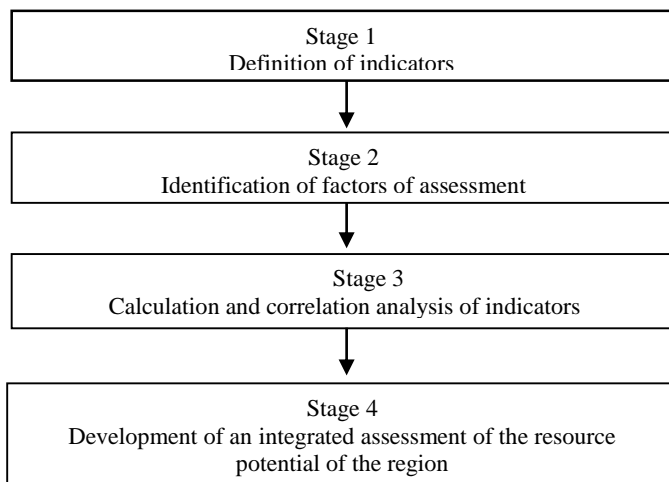 Stage 1
Definition of indicators
Stage 2
Identification of factors of assessment
Stage 3
Calculation and correlation analysis of indicators
Stage 4
Development of an integrated assessment of the resource
potential of the region